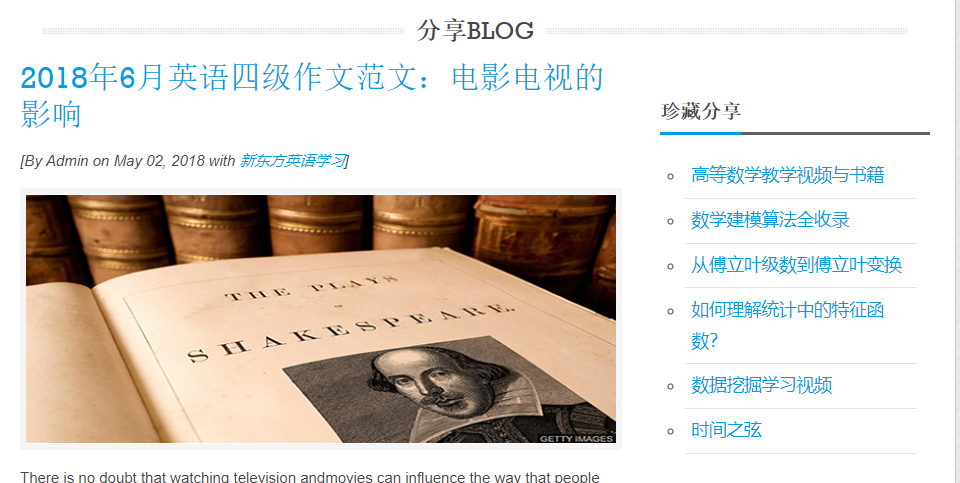 分享BLOG
2018年6月英语四级作文范文：电影电视的
影响
[By Admin on May 02, 2018 with 新东方英语学习]
THE PLAYS
SHAKESPEARE.
GETTY IMAGES
There is no doubt that watching television andmovies can influence the way that people
珍藏分享
高等数学教学视频与书籍
数学建模算法全收录
从傅立叶级数到傅立叶变换
如何理解统计中的特征函
数?
数据挖掘学习视频
时间之弦